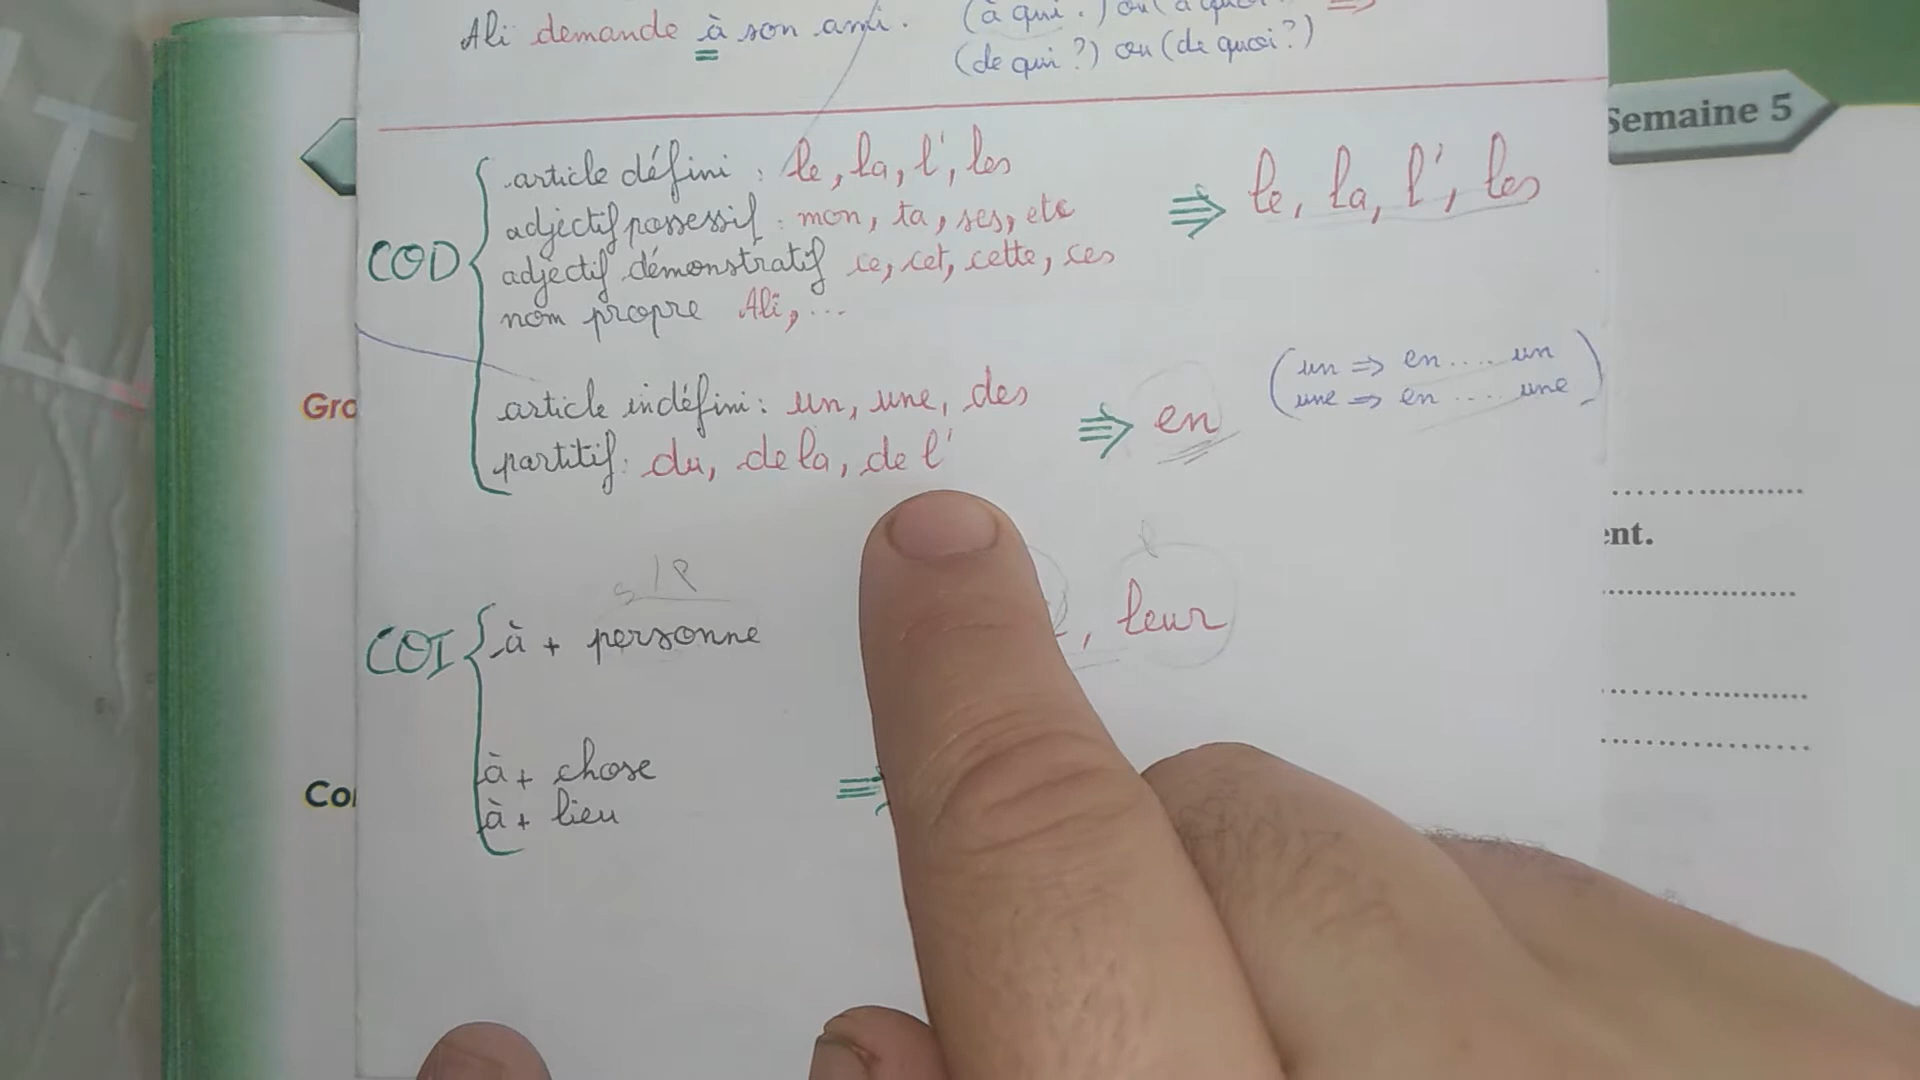 Ali demande à son ami. (à qui ?) ou (à quoi
(de qui ?) ou (de quoi ?)
Semaine 5
COD
article défini : le, la, l', les
adjectif possessif : mon, ta, ses, etc
adjectif démonstratif ce, cet, cette, ces
nom propre Ali, ...
⇒ le, la, l', les
article indéfini : un, une, des
partitif : du, de la, de l'
⇒ en
(un ⇒ en .... un
une ⇒ en .... une)
Gro
ent.
S/P
COI
à + personne
, leur
à + chose
à + lieu
⇒
Co